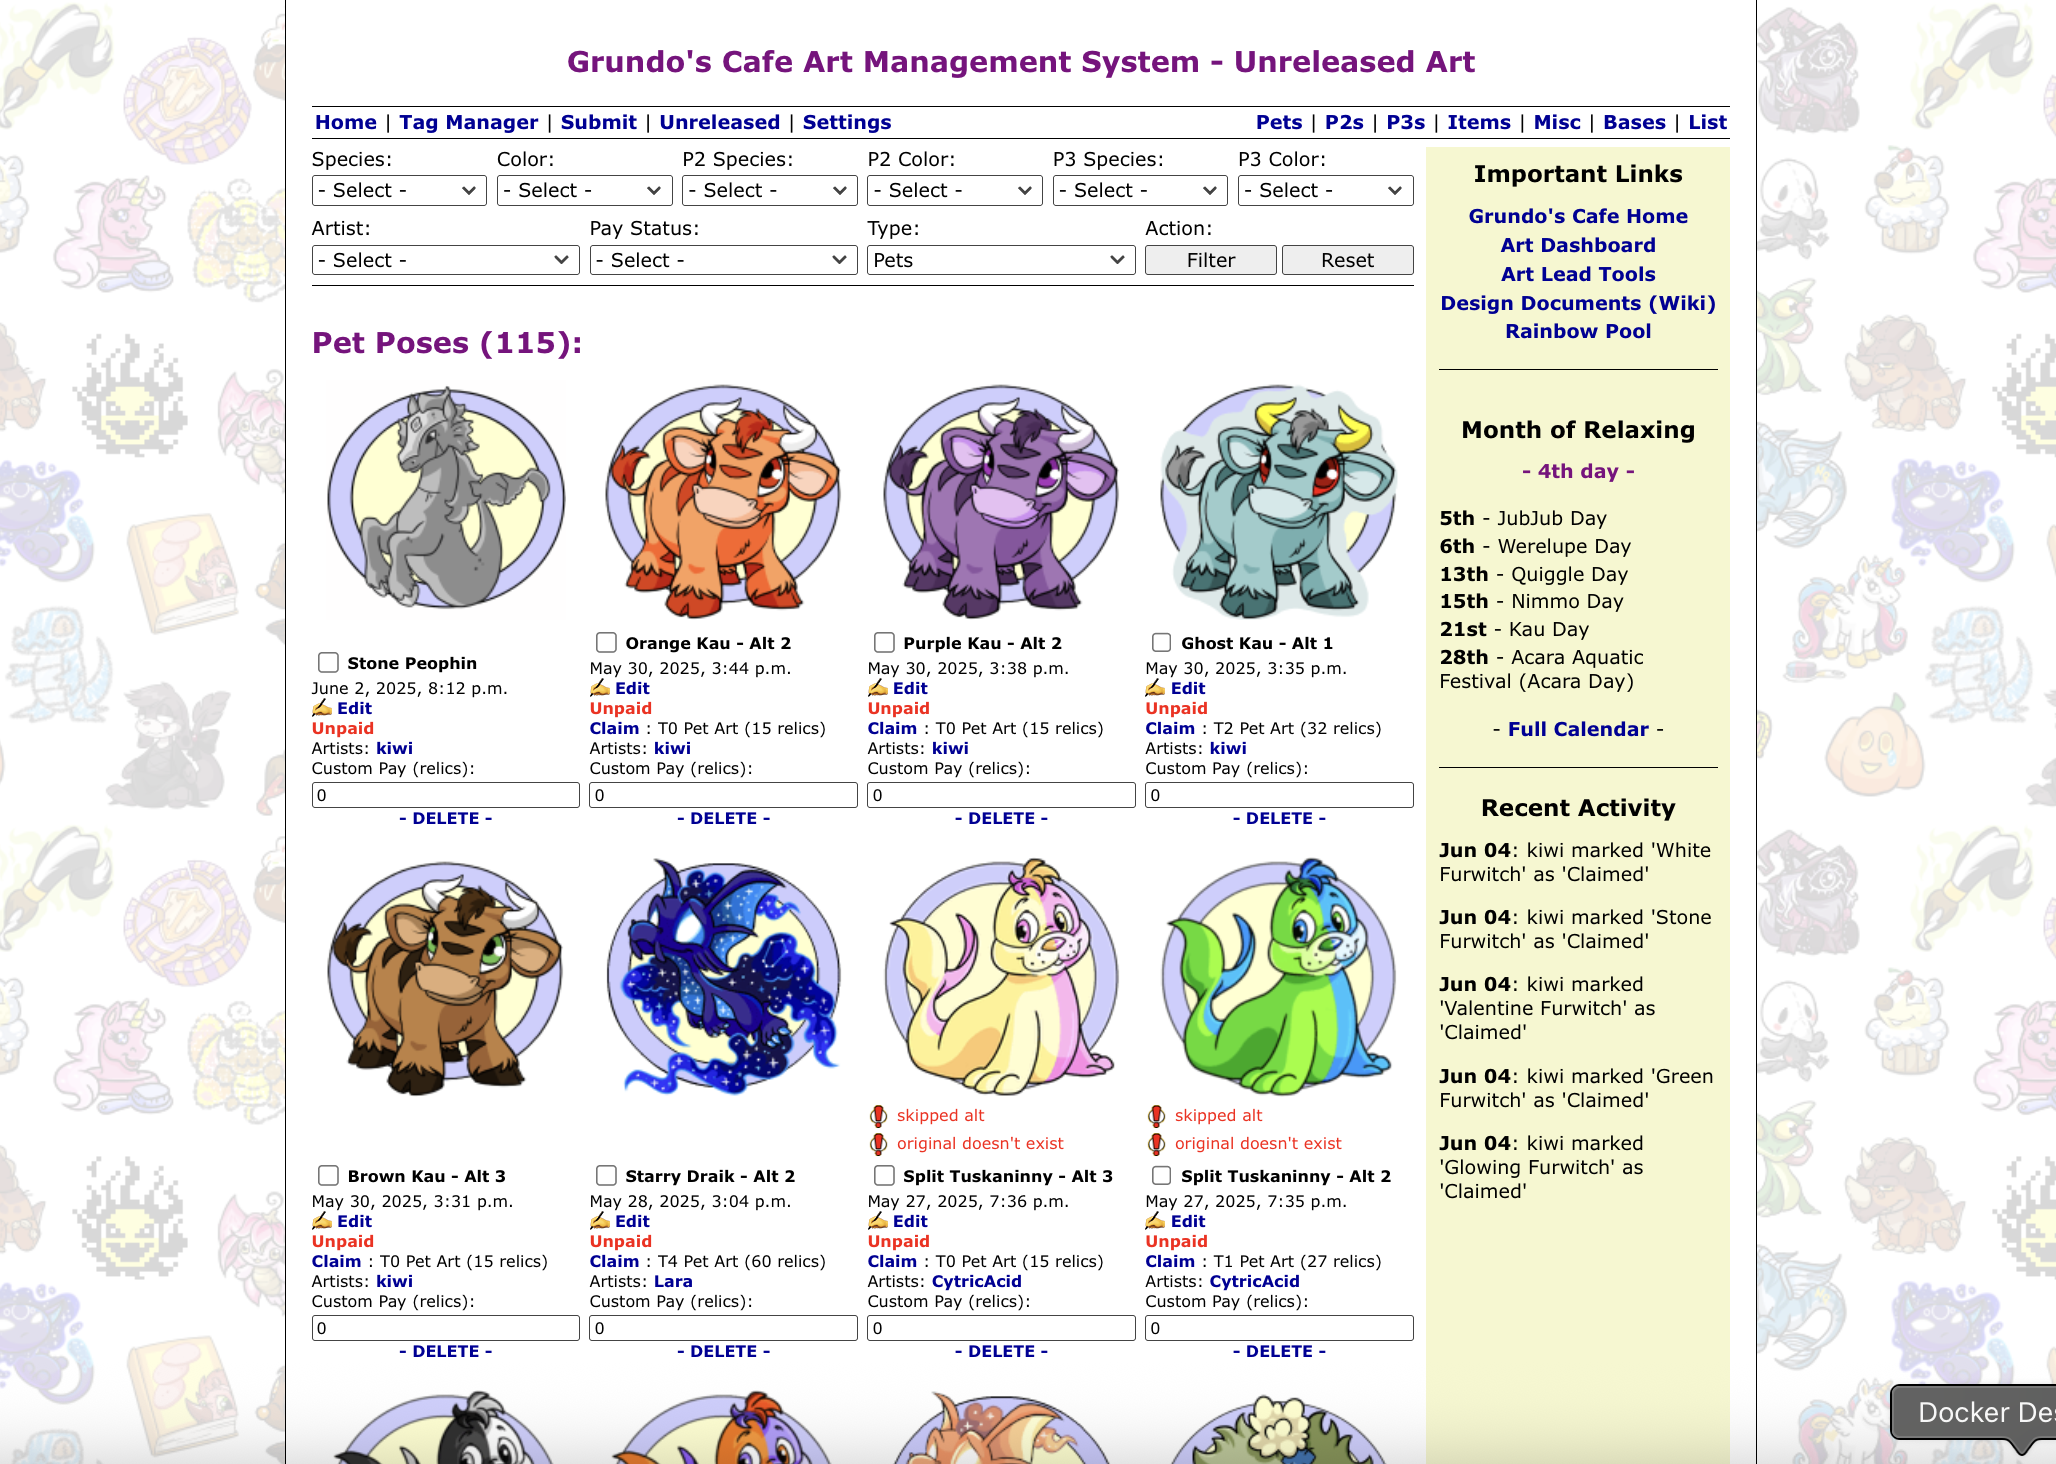 Grundo's Cafe Art Management System - Unreleased Art
Home | Tag Manager | Submit | Unreleased | Settings
Pets | P2s | P3s | Items | Misc | Bases | List
Species: Color: P2 Species: P2 Color: P3 Species: P3 Color:
- Select - - Select - - Select - - Select - - Select - - Select -
Artist: Pay Status: Type: Action:
- Select - - Select - Pets Filter Reset
Pet Poses (115):
Stone Peophin
June 2, 2025, 8:12 p.m.
✍ Edit
Unpaid
Artists: kiwi
Custom Pay (relics):
0
- DELETE -
Orange Kau - Alt 2
May 30, 2025, 3:44 p.m.
✍ Edit
Unpaid
Claim : T0 Pet Art (15 relics)
Artists: kiwi
Custom Pay (relics):
0
- DELETE -
Purple Kau - Alt 2
May 30, 2025, 3:38 p.m.
✍ Edit
Unpaid
Claim : T0 Pet Art (15 relics)
Artists: kiwi
Custom Pay (relics):
0
- DELETE -
Ghost Kau - Alt 1
May 30, 2025, 3:35 p.m.
✍ Edit
Unpaid
Claim : T2 Pet Art (32 relics)
Artists: kiwi
Custom Pay (relics):
0
- DELETE -
Brown Kau - Alt 3
May 30, 2025, 3:31 p.m.
✍ Edit
Unpaid
Claim : T0 Pet Art (15 relics)
Artists: kiwi
Custom Pay (relics):
0
- DELETE -
Starry Draik - Alt 2
May 28, 2025, 3:04 p.m.
✍ Edit
Unpaid
Claim : T4 Pet Art (60 relics)
Artists: Lara
Custom Pay (relics):
0
- DELETE -
skipped alt
original doesn't exist
Split Tuskaninny - Alt 3
May 27, 2025, 7:36 p.m.
✍ Edit
Unpaid
Claim : T0 Pet Art (15 relics)
Artists: CytricAcid
Custom Pay (relics):
0
- DELETE -
skipped alt
original doesn't exist
Split Tuskaninny - Alt 2
May 27, 2025, 7:35 p.m.
✍ Edit
Unpaid
Claim : T1 Pet Art (27 relics)
Artists: CytricAcid
Custom Pay (relics):
0
- DELETE -
Important Links
Grundo's Cafe Home
Art Dashboard
Art Lead Tools
Design Documents (Wiki)
Rainbow Pool
Month of Relaxing
- 4th day -
5th - JubJub Day
6th - Werelupe Day
13th - Quiggle Day
15th - Nimmo Day
21st - Kau Day
28th - Acara Aquatic
Festival (Acara Day)
- Full Calendar -
Recent Activity
Jun 04: kiwi marked 'White
Furwitch' as 'Claimed'
Jun 04: kiwi marked 'Stone
Furwitch' as 'Claimed'
Jun 04: kiwi marked
'Valentine Furwitch' as
'Claimed'
Jun 04: kiwi marked 'Green
Furwitch' as 'Claimed'
Jun 04: kiwi marked
'Glowing Furwitch' as
'Claimed'
Docker Des